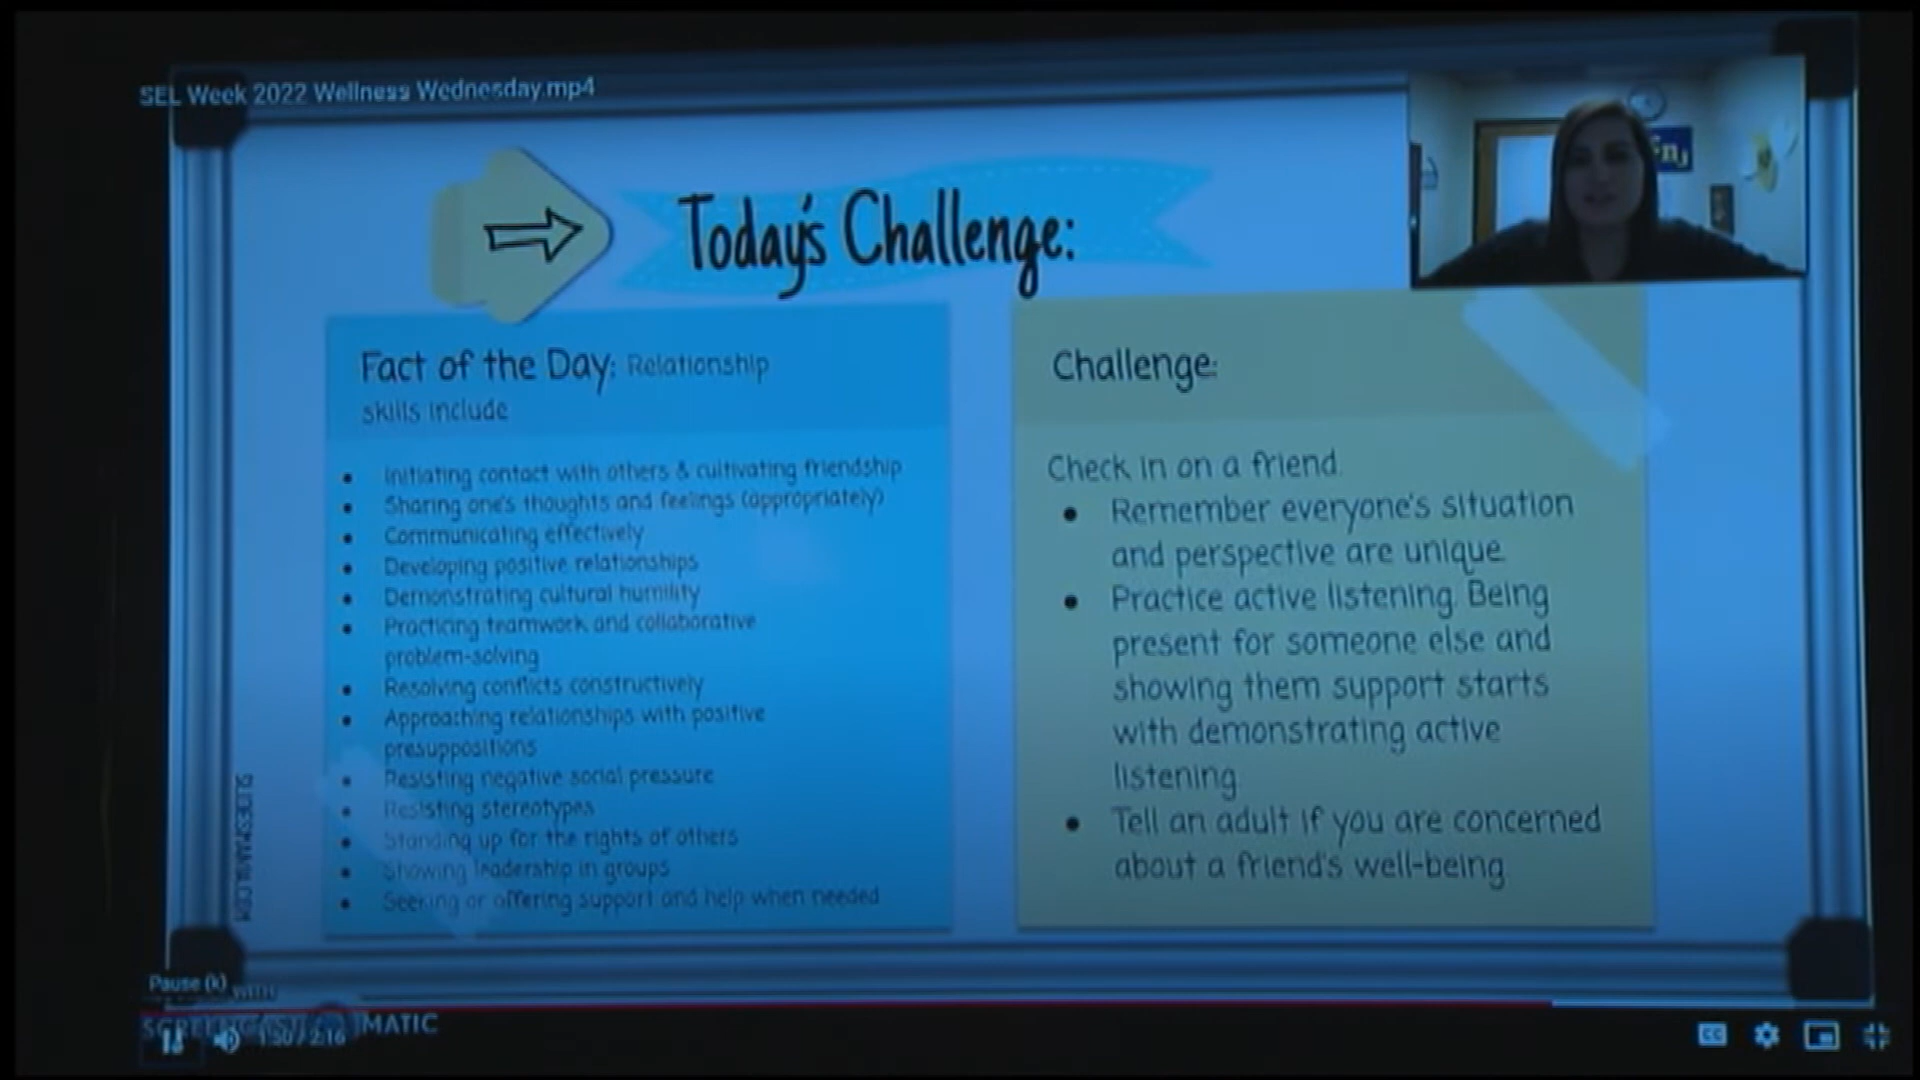 SEL Week 2022 Wellness Wednesday.mp4
Today's Challenge:
Fact of the Day: Relationship
skills include
● Initiating contact with others & cultivating friendship
● Sharing one's thoughts and feelings (appropriately)
● Communicating effectively
● Developing positive relationships
● Demonstrating cultural humility
● Practicing teamwork and collaborative
problem-solving
● Resolving conflicts constructively
● Approaching relationships with positive
presuppositions
● Resisting negative social pressure
● Resisting stereotypes
● Standing up for the rights of others
● Showing leadership in groups
● Seeking or offering support and help when needed
Challenge:
Check in on a friend.
● Remember everyone's situation
and perspective are unique.
● Practice active listening. Being
present for someone else and
showing them support starts
with demonstrating active
listening
● Tell an adult if you are concerned
about a friend's well-being
SLIDESMANIA.COM
Pause (k)
MATIC
/ 2:16
CC